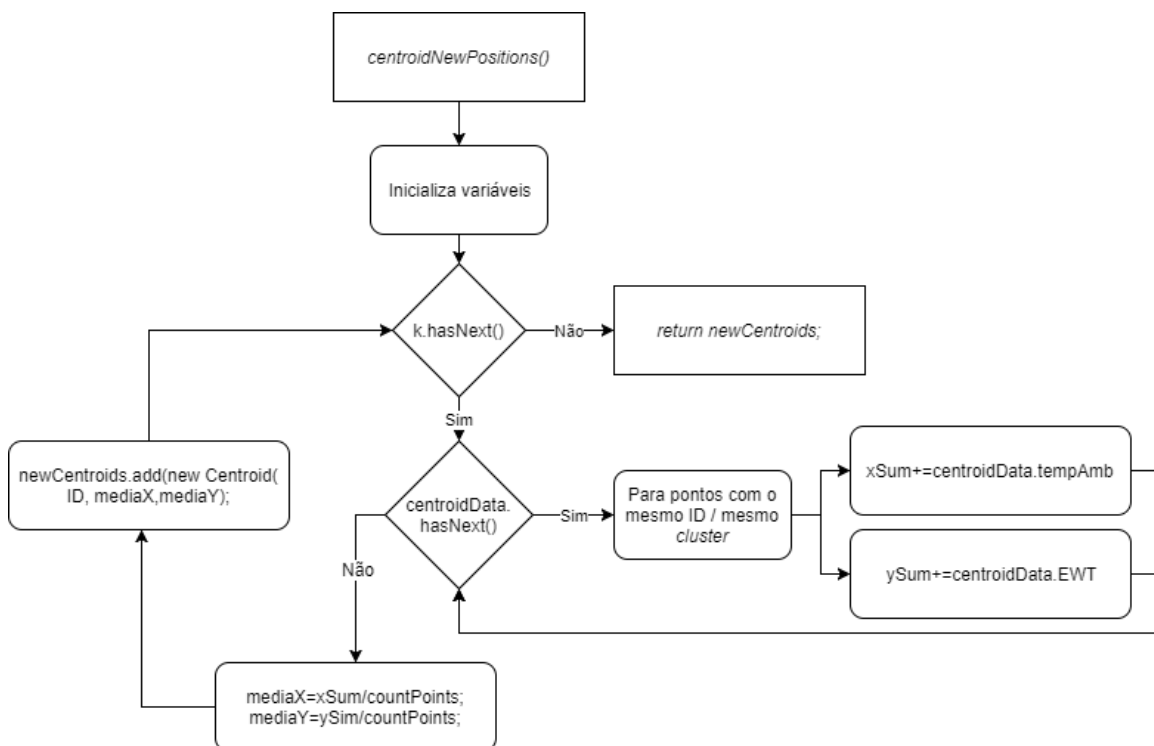 centroidNewPositions()
Inicializa variáveis
k.hasNext()
Não
return newCentroids;
Sim
newCentroids.add(new Centroid(
ID, mediaX,mediaY);
centroidData.
hasNext()
Sim
Para pontos com o
mesmo ID / mesmo
cluster
xSum+=centroidData.tempAmb
ySum+=centroidData.EWT
Não
mediaX=xSum/countPoints;
mediaY=ySim/countPoints;